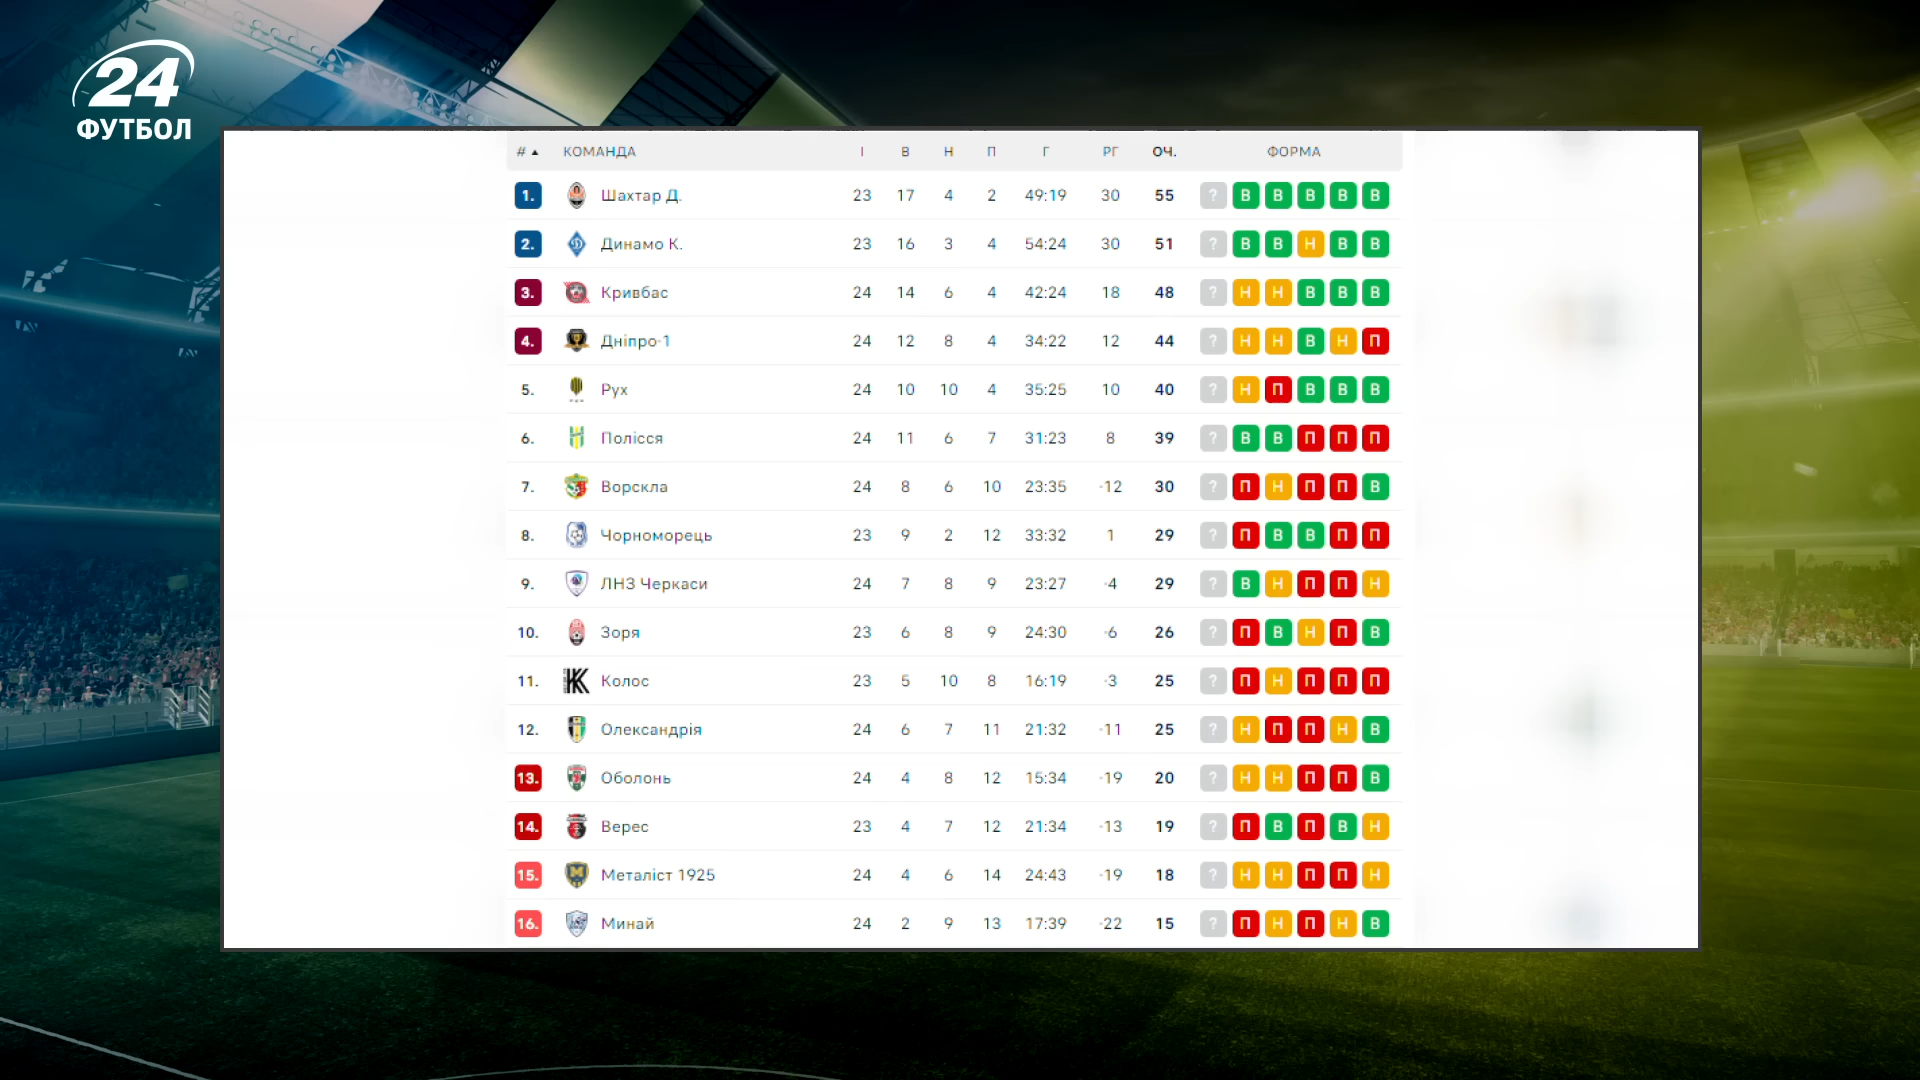 24
ФУТБОЛ
# КОМАНДА І В Н П Г РГ ОЧ. ФОРМА
1. Шахтар Д. 23 17 4 2 49:19 30 55 ? В В В В В
2. Динамо К. 23 16 3 4 54:24 30 51 ? В В Н В В
3. Кривбас 24 14 6 4 42:24 18 48 ? Н Н В В В
4. Дніпро-1 24 12 8 4 34:22 12 44 ? Н Н В Н П
5. Рух 24 10 10 4 35:25 10 40 ? Н П В В В
6. Полісся 24 11 6 7 31:23 8 39 ? В В П П П
7. Ворскла 24 8 6 10 23:35 -12 30 ? П Н П П В
8. Чорноморець 23 9 2 12 33:32 1 29 ? П В В П П
9. ЛНЗ Черкаси 24 7 8 9 23:27 -4 29 ? В Н П П Н
10. Зоря 23 6 8 9 24:30 -6 26 ? П В Н П В
11. Колос 23 5 10 8 16:19 -3 25 ? П Н П П П
12. Олександрія 24 6 7 11 21:32 -11 25 ? Н П П Н В
13. Оболонь 24 4 8 12 15:34 -19 20 ? Н Н П П В
14. Верес 23 4 7 12 21:34 -13 19 ? П В П В Н
15. Металіст 1925 24 4 6 14 24:43 -19 18 ? Н Н П П Н
16. Минай 24 2 9 13 17:39 -22 15 ? П Н П Н В